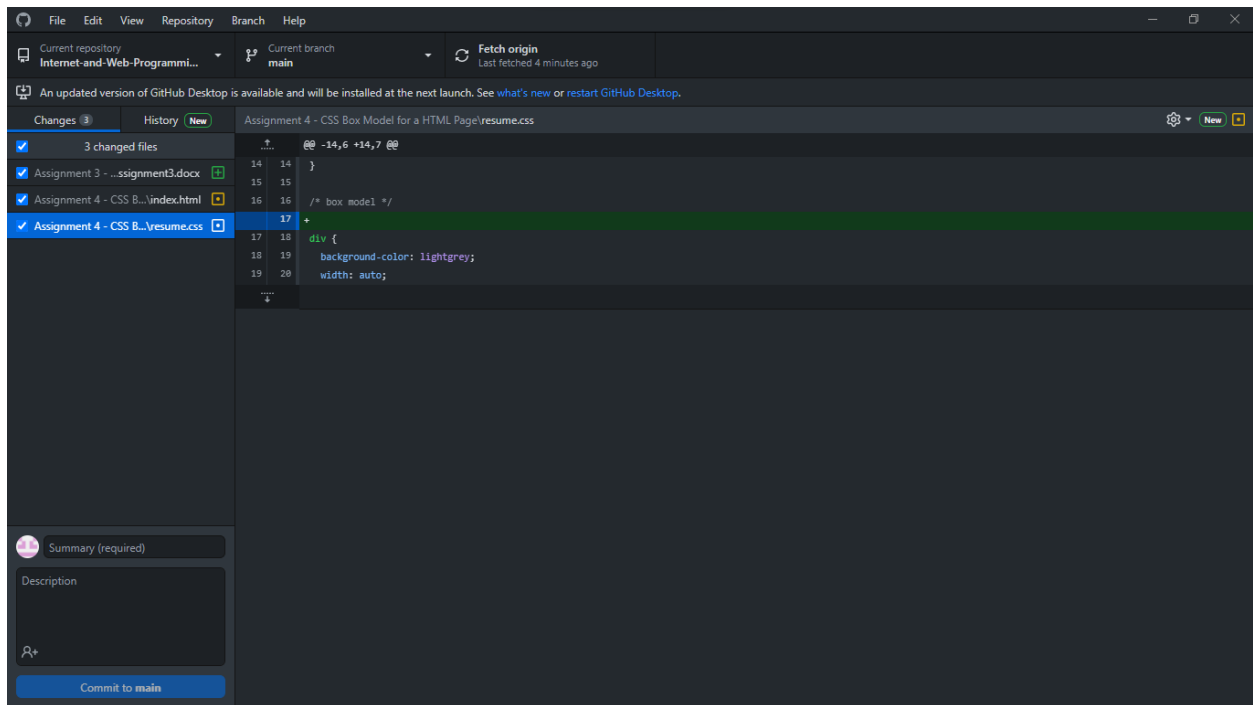 File Edit View Repository Branch Help
Current repository
Internet-and-Web-Programmi...
Current branch
main
Fetch origin
Last fetched 4 minutes ago
An updated version of GitHub Desktop is available and will be installed at the next launch. See what's new or restart GitHub Desktop.
Changes 3 History New
Assignment 4 - CSS Box Model for a HTML Page\resume.css
New
3 changed files
Assignment 3 - ...ssignment3.docx
Assignment 4 - CSS B...\index.html
Assignment 4 - CSS B...\resume.css
@@ -14,6 +14,7 @@
14 14 }
15 15
16 16 /* box model */
17 +
17 18 div {
18 19 background-color: lightgrey;
19 20 width: auto;
Summary (required)
Description
Commit to main